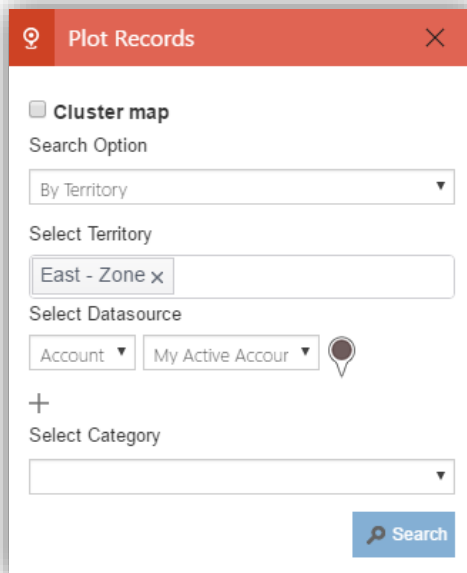 Plot Records
Cluster map
Search Option
By Territory
Select Territory
East - Zone ×
Select Datasource
Account My Active Accour
+
Select Category
Search